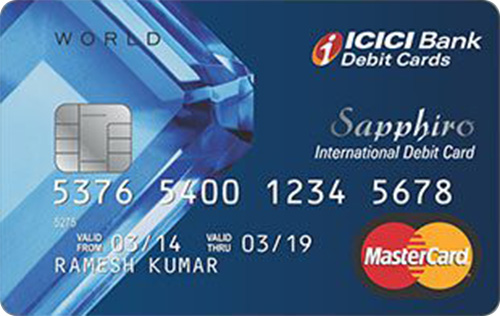 WORLD
ICICI Bank
Debit Cards
Sapphiro
International Debit Card
5376 5400 1234 5678
VALID FROM 03/14 VALID THRU 03/19
RAMESH KUMAR
MasterCard